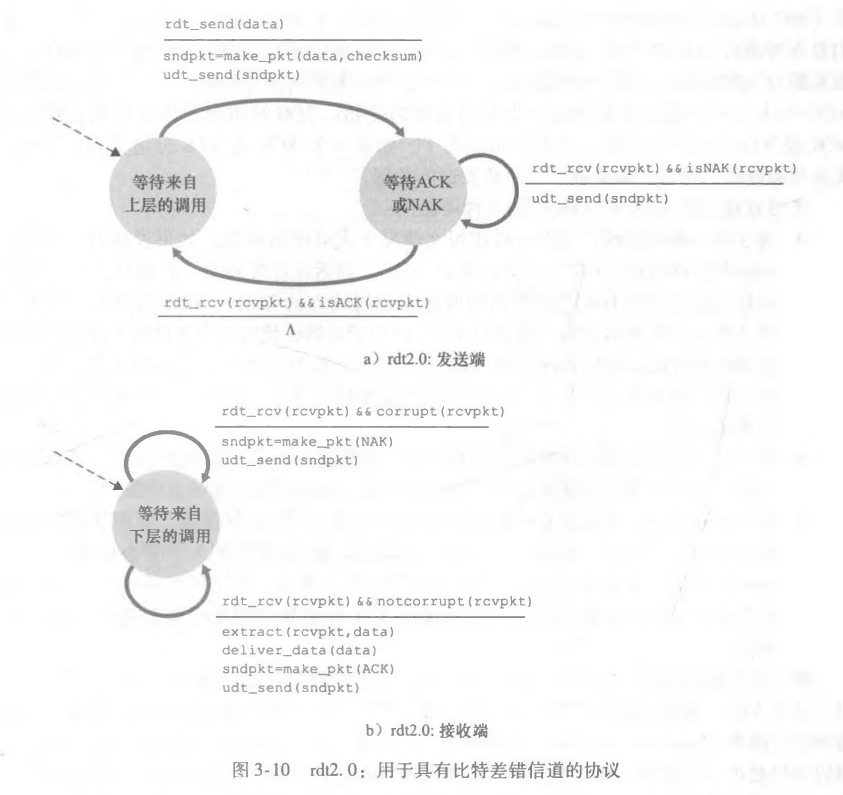 rdt_send(data)
sndpkt=make_pkt(data,checksum)
udt_send(sndpkt)
等待来自
上层的调用
等待ACK
或NAK
rdt_rcv(rcvpkt) && isNAK(rcvpkt)
udt_send(sndpkt)
rdt_rcv(rcvpkt) && isACK(rcvpkt)
Λ
a) rdt2.0: 发送端
rdt_rcv(rcvpkt) && corrupt(rcvpkt)
sndpkt=make_pkt(NAK)
udt_send(sndpkt)
等待来自
下层的调用
rdt_rcv(rcvpkt) && notcorrupt(rcvpkt)
extract(rcvpkt,data)
deliver_data(data)
sndpkt=make_pkt(ACK)
udt_send(sndpkt)
b) rdt2.0: 接收端
图 3-10 rdt2.0: 用于具有比特差错信道的协议